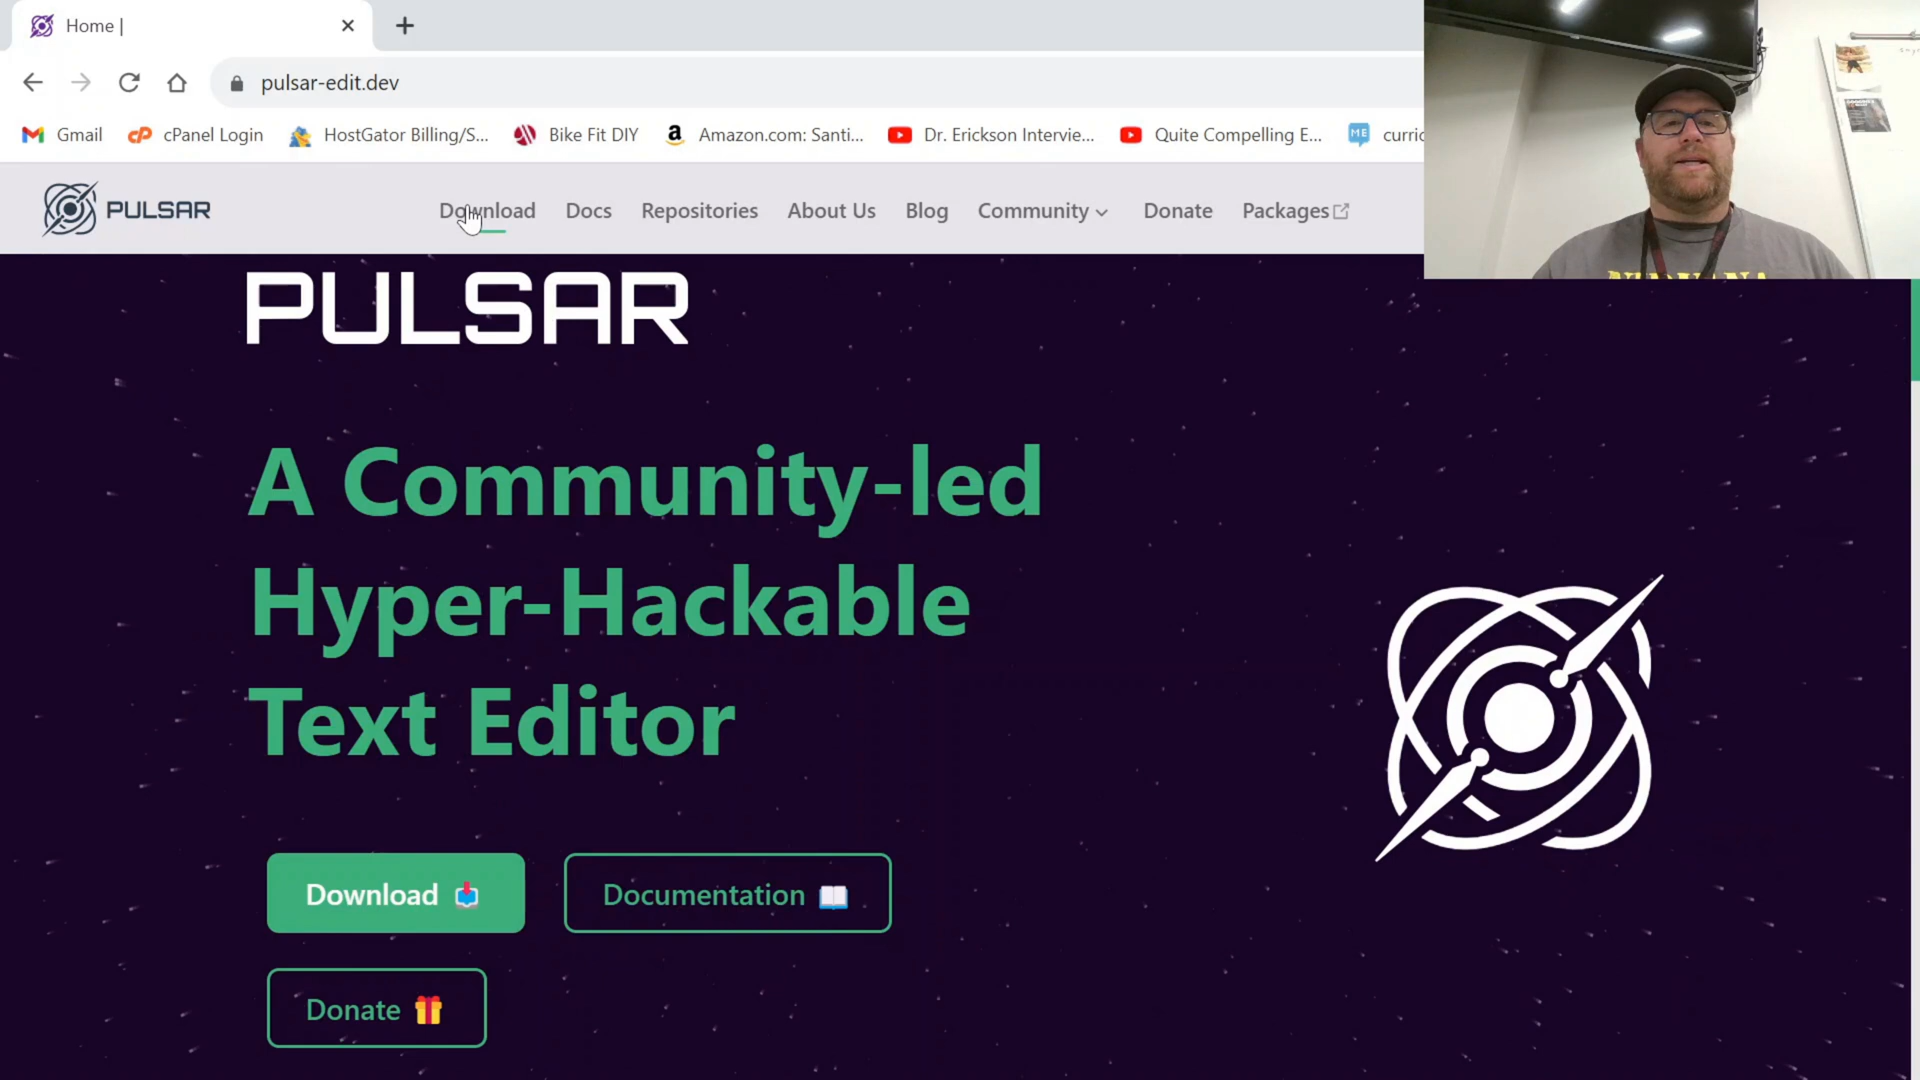 Home |
pulsar-edit.dev
Gmail cPanel Login HostGator Billing/S... Bike Fit DIY Amazon.com: Santi... Dr. Erickson Intervie... Quite Compelling E... ME curric
PULSAR Download Docs Repositories About Us Blog Community Donate Packages
PULSAR
A Community-led
Hyper-Hackable
Text Editor
Download Documentation
Donate